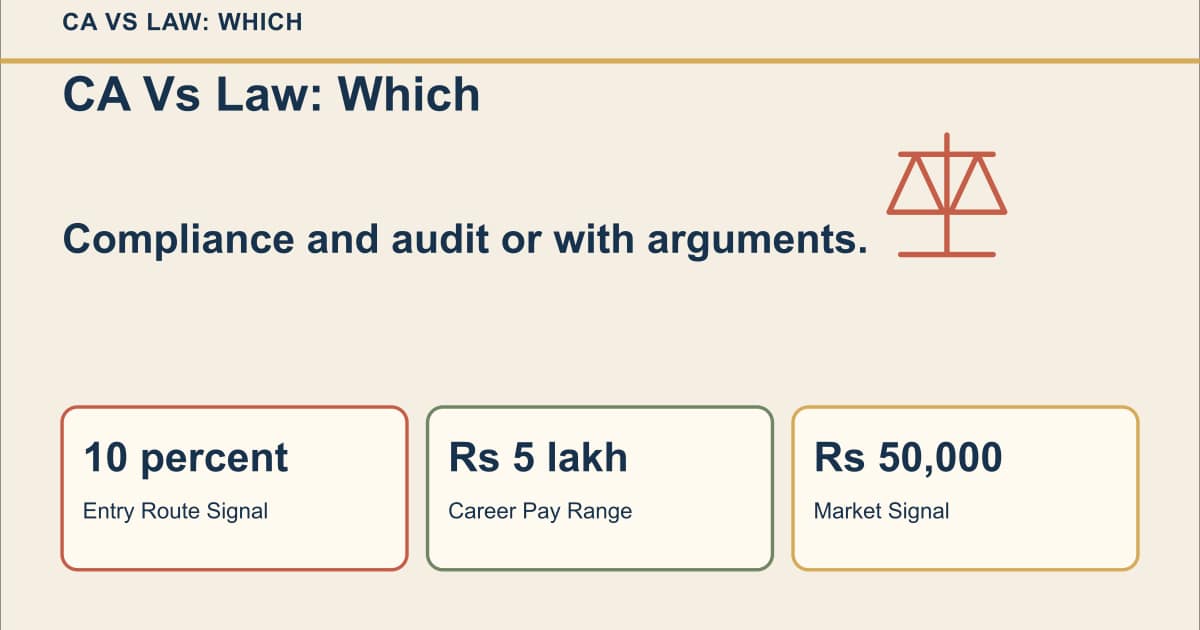 CA VS LAW: WHICH
CA Vs Law: Which
Compliance and audit or with arguments.
10 percent
Entry Route Signal
Rs 5 lakh
Career Pay Range
Rs 50,000
Market Signal